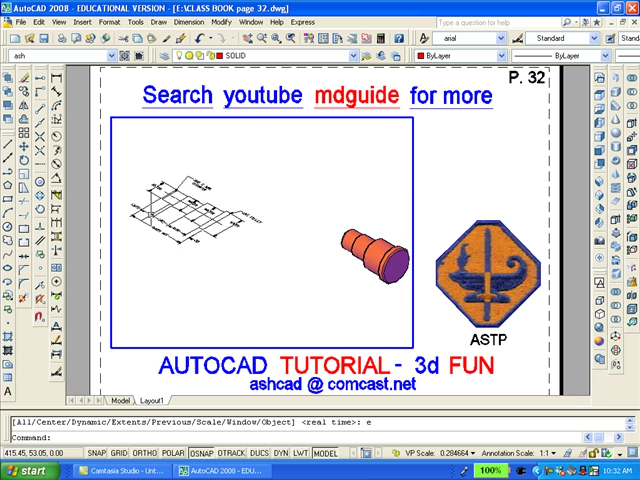 AutoCAD 2008 - EDUCATIONAL VERSION - [E:\CLASS BOOK page 32.dwg]
File Edit View Insert Format Tools Draw Dimension Modify Window Help Express
arial Standard Standa
ash SOLID ByLayer ByLayer
P. 32
Search youtube mdguide for more
ASTP
AUTOCAD TUTORIAL - 3d FUN
ashcad @ comcast.net
Model Layout1
[All/Center/Dynamic/Extents/Previous/Scale/Window/Object] <real time>: e
Command:
415.45, 53.05, 0.00 SNAP GRID ORTHO POLAR OSNAP OTRACK DUCS DYN LWT MODEL VP Scale: 0.284664 Annotation Scale: 1:1
start Camtasia Studio - Unt... AutoCAD 2008 - EDU... 100% 10:32 AM